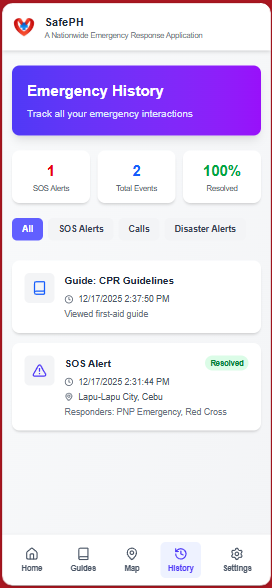 SafePH
A Nationwide Emergency Response Application
Emergency History
Track all your emergency interactions
1
SOS Alerts
2
Total Events
100%
Resolved
All
SOS Alerts
Calls
Disaster Alerts
Guide: CPR Guidelines
12/17/2025 2:37:50 PM
Viewed first-aid guide
SOS Alert
Resolved
12/17/2025 2:31:44 PM
Lapu-Lapu City, Cebu
Responders: PNP Emergency, Red Cross
Home
Guides
Map
History
Settings